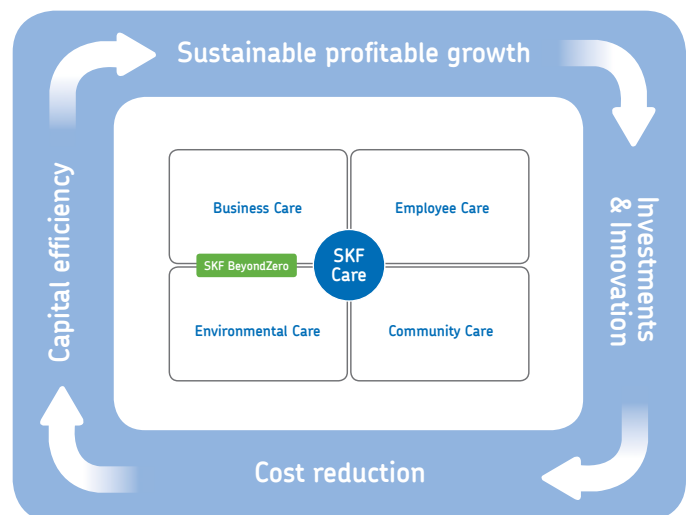 Sustainable profitable growth
Capital efficiency
Business Care
Employee Care
SKF
Care
SKF BeyondZero
Environmental Care
Community Care
Investments
& Innovation
Cost reduction